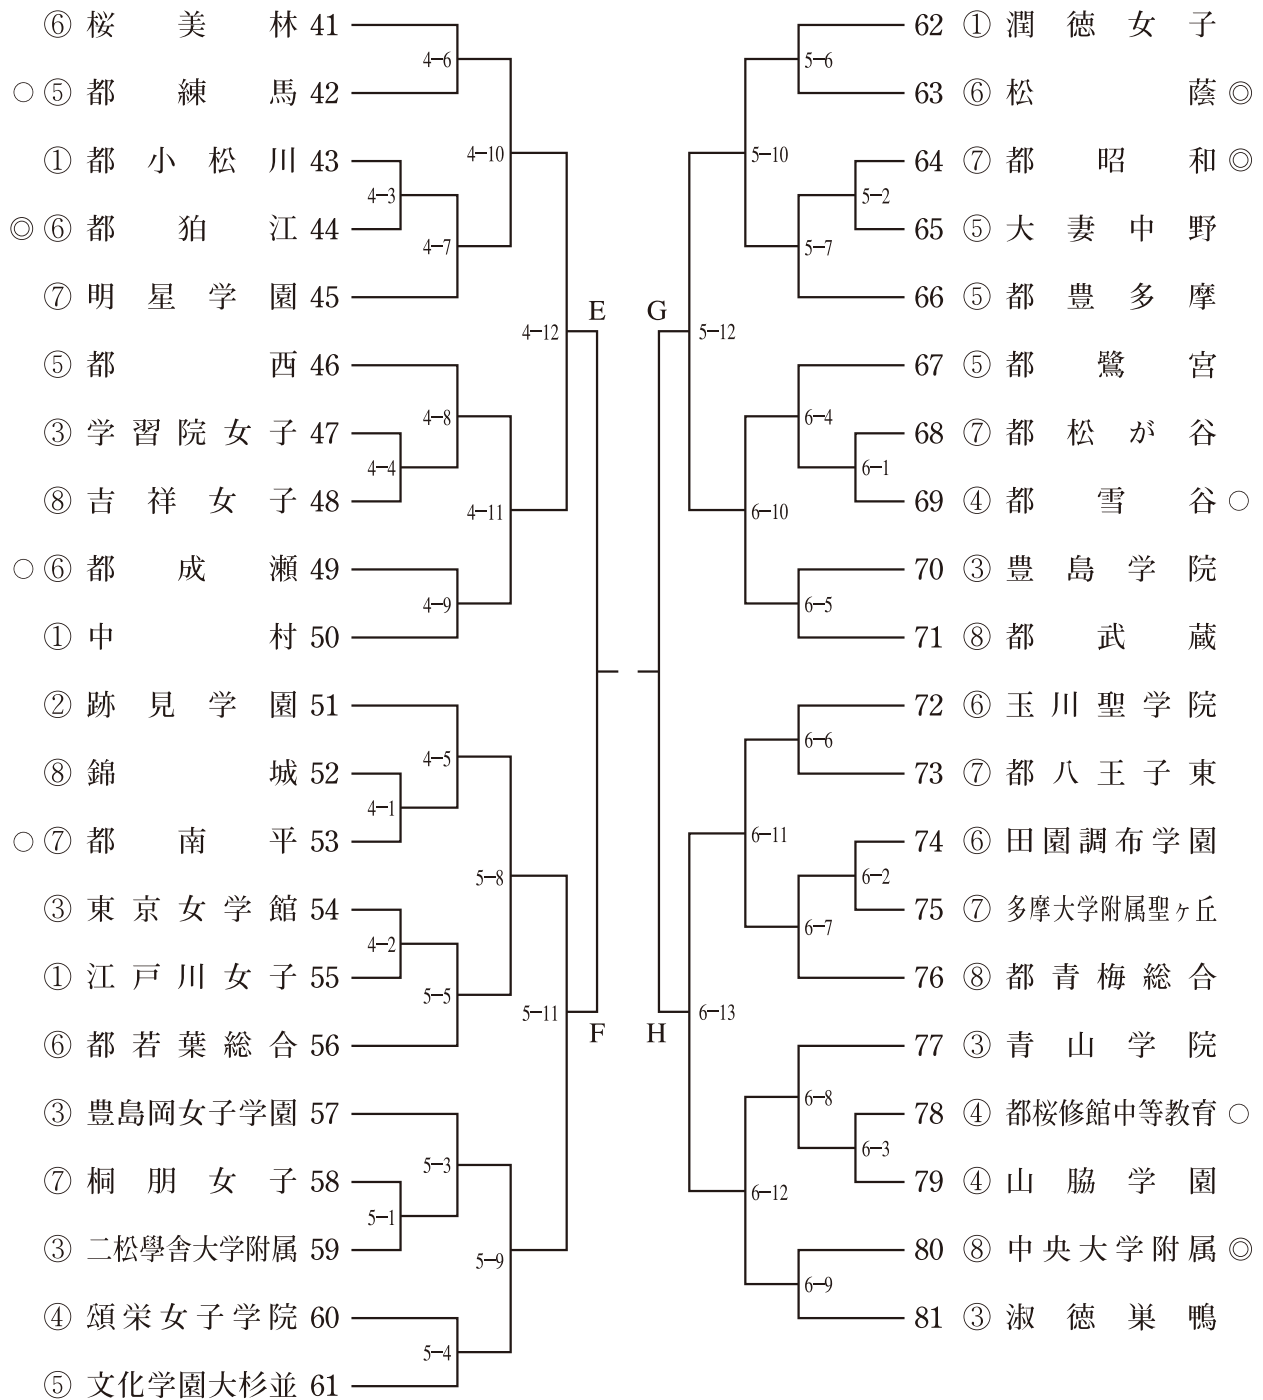 ⑥ 桜美林 41
4−6
○ ⑤ 都練馬 42
4−10
① 都小松川 43
4−3
◎ ⑥ 都狛江 44
4−7
⑦ 明星学園 45
E
4−12
⑤ 都西 46
4−8
③ 学習院女子 47
4−4
⑧ 吉祥女子 48
4−11
○ ⑥ 都成瀬 49
4−9
① 中村 50
② 跡見学園 51
4−5
⑧ 錦城 52
4−1
○ ⑦ 都南平 53
5−8
③ 東京女学館 54
4−2
① 江戸川女子 55
5−5
5−11
F
⑥ 都若葉総合 56
③ 豊島岡女子学園 57
5−3
⑦ 桐朋女子 58
5−1
③ 二松學舎大学附属 59
5−9
④ 頌栄女子学院 60
5−4
⑤ 文化学園大杉並 61
62 ① 潤徳女子
5−6
63 ⑥ 松蔭 ◎
5−10
64 ⑦ 都昭和 ◎
5−2
65 ⑤ 大妻中野
5−7
66 ⑤ 都豊多摩
G
5−12
67 ⑤ 都鷺宮
6−4
68 ⑦ 都松が谷
6−1
69 ④ 都雪谷 ○
6−10
70 ③ 豊島学院
6−5
71 ⑧ 都武蔵
72 ⑥ 玉川聖学院
6−6
73 ⑦ 都八王子東
6−11
74 ⑥ 田園調布学園
6−2
75 ⑦ 多摩大学附属聖ヶ丘
6−7
76 ⑧ 都青梅総合
6−13
H
77 ③ 青山学院
6−8
78 ④ 都桜修館中等教育 ○
6−3
79 ④ 山脇学園
6−12
80 ⑧ 中央大学附属 ◎
6−9
81 ③ 淑徳巣鴨